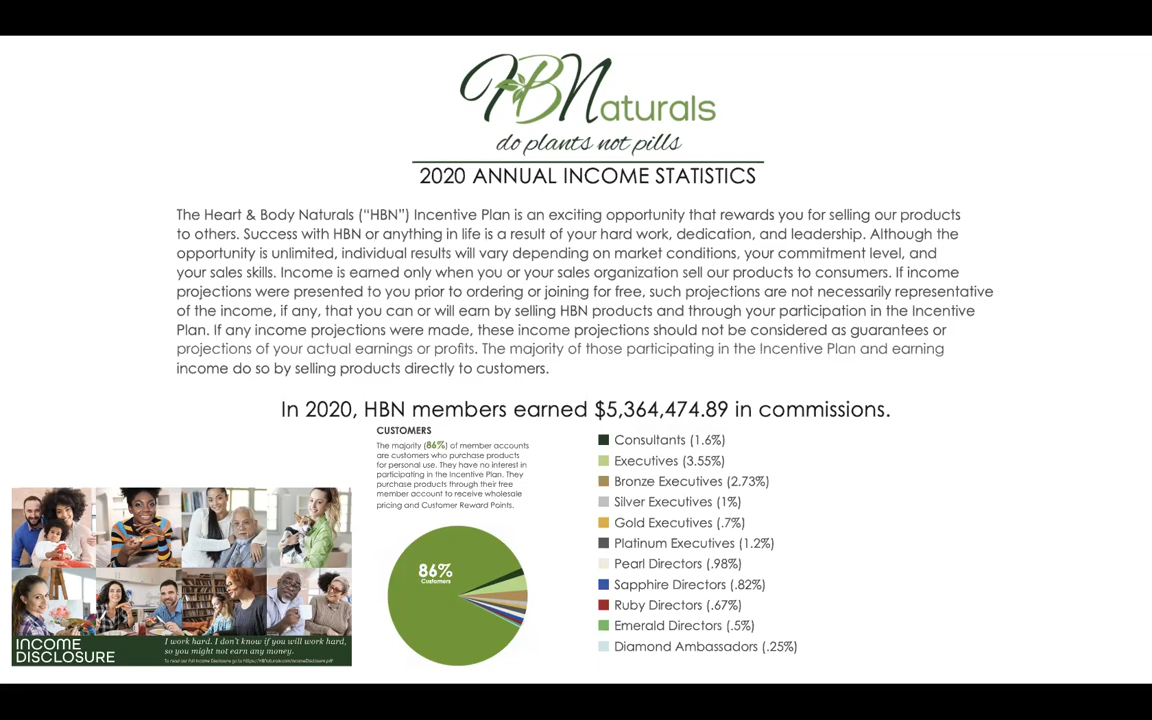 HBNaturals
do plants not pills
2020 ANNUAL INCOME STATISTICS
The Heart & Body Naturals (“HBN”) Incentive Plan is an exciting opportunity that rewards you for selling our products
to others. Success with HBN or anything in life is a result of your hard work, dedication, and leadership. Although the
opportunity is unlimited, individual results will vary depending on market conditions, your commitment level, and
your sales skills. Income is earned only when you or your sales organization sell our products to consumers. If income
projections were presented to you prior to ordering or joining for free, such projections are not necessarily representative
of the income, if any, that you can or will earn by selling HBN products and through your participation in the Incentive
Plan. If any income projections were made, these income projections should not be considered as guarantees or
projections of your actual earnings or profits. The majority of those participating in the Incentive Plan and earning
income do so by selling products directly to customers.
In 2020, HBN members earned $5,364,474.89 in commissions.
CUSTOMERS
The majority (86%) of member accounts
are customers who purchase products
for personal use. They have no interest in
participating in the Incentive Plan. They
purchase products through their free
member account to receive wholesale
pricing and Customer Reward Points.
86%
Customers
Consultants (1.6%)
Executives (3.55%)
Bronze Executives (2.73%)
Silver Executives (1%)
Gold Executives (.7%)
Platinum Executives (1.2%)
Pearl Directors (.98%)
Sapphire Directors (.82%)
Ruby Directors (.67%)
Emerald Directors (.5%)
Diamond Ambassadors (.25%)
INCOME
DISCLOSURE
I work hard. I don't know if you will work hard,
so you might not earn any money.
To read our full Income Disclosure go to https://HBNaturals.com/IncomeDisclosure.pdf